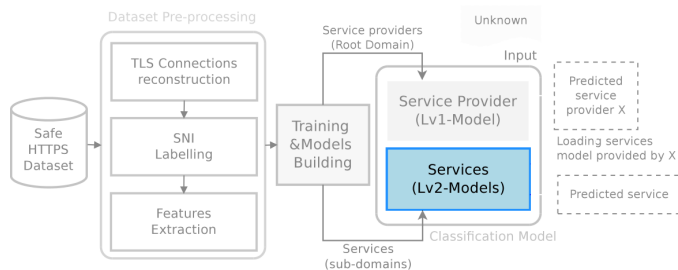 Dataset Pre-processing
TLS Connections
reconstruction
SNI
Labelling
Features
Extraction
Safe
HTTPS
Dataset
Training
&Models
Building
Service providers
(Root Domain)
Services
(sub-domains)
Unknown
Input
Service Provider
(Lv1-Model)
Services
(Lv2-Models)
Classification Model
Predicted
service
provider X
Loading services
model provided by X
Predicted service